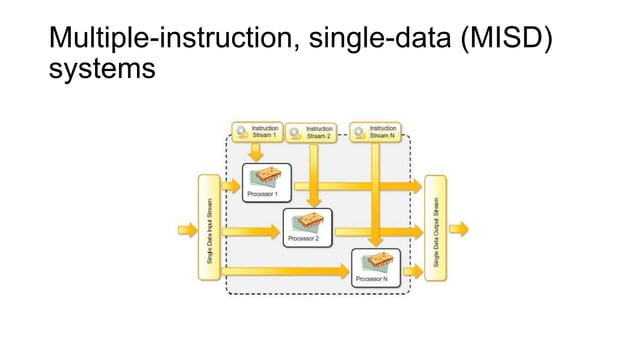 Multiple-instruction, single-data (MISD)
systems
Instruction
Stream 1
Instruction
Stream 2
Instruction
Stream N
Processor 1
Processor 2
Processor N
Single Data Input Stream
Single Data Output Stream